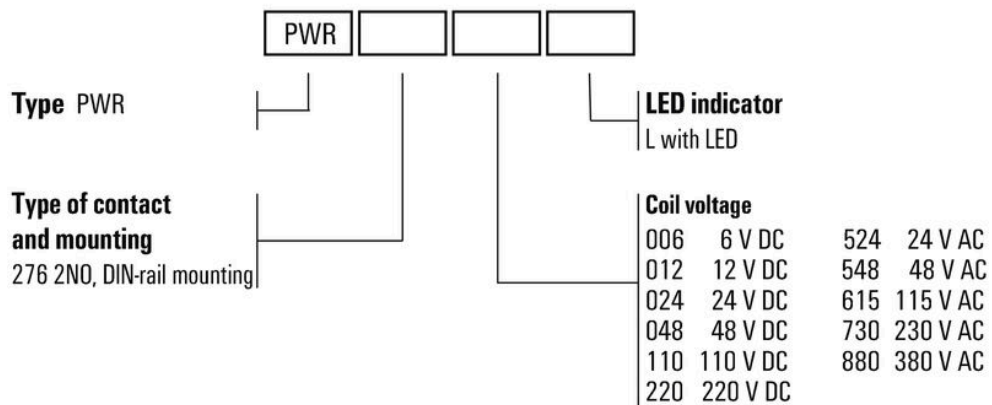 PWR
Type PWR
LED indicator
L with LED
Type of contact
and mounting
276 2NO, DIN-rail mounting
Coil voltage
006 6 V DC 524 24 V AC
012 12 V DC 548 48 V AC
024 24 V DC 615 115 V AC
048 48 V DC 730 230 V AC
110 110 V DC 880 380 V AC
220 220 V DC